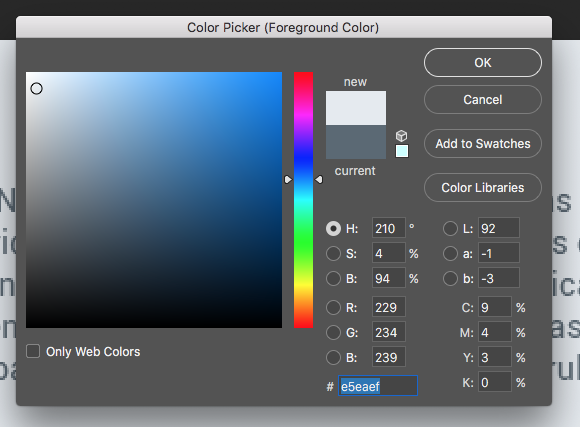 Color Picker (Foreground Color)
new
current
OK
Cancel
Add to Swatches
Color Libraries
H: 210 °
S: 4 %
B: 94 %
R: 229
G: 234
B: 239
# e5eaef
L: 92
a: -1
b: -3
C: 9 %
M: 4 %
Y: 3 %
K: 0 %
Only Web Colors